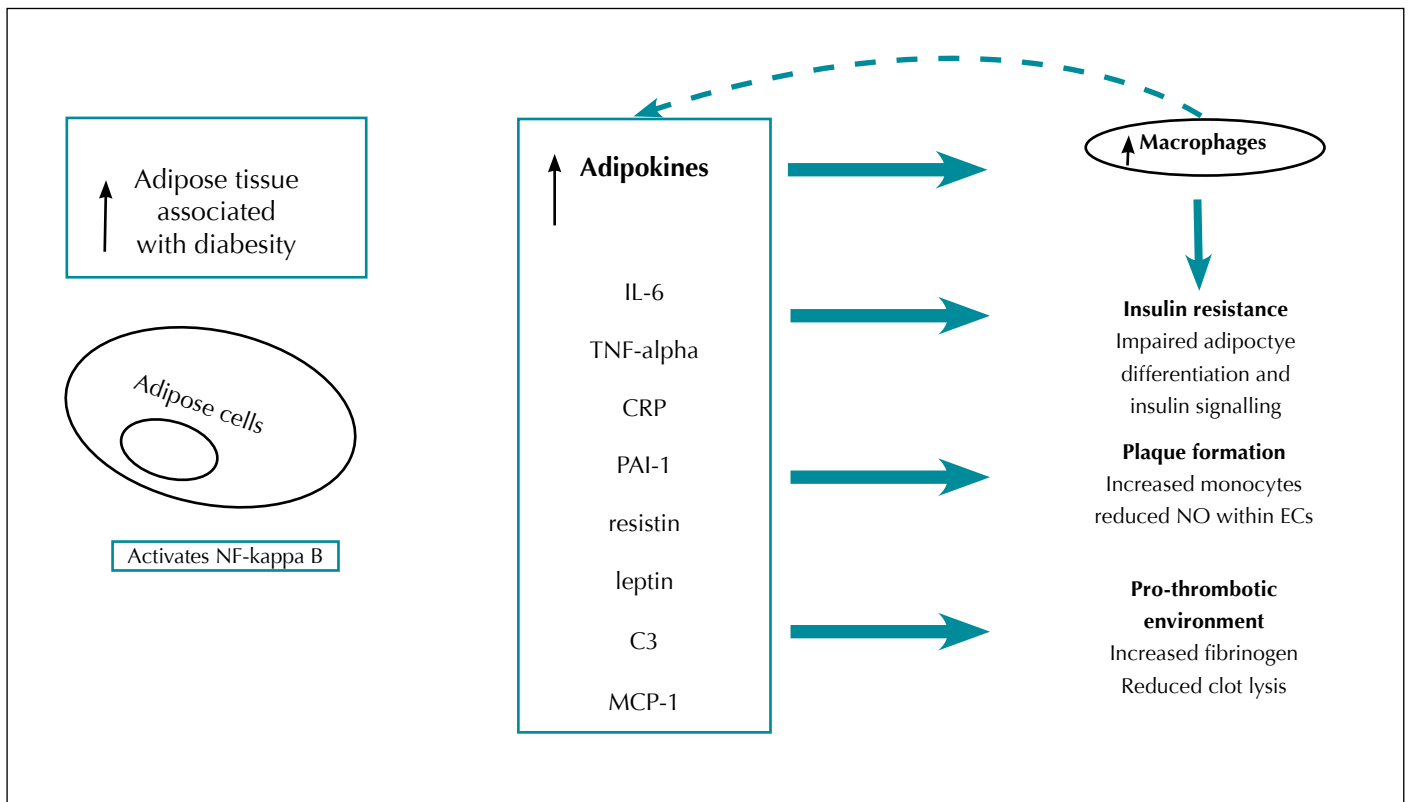 Adipose tissue
associated
with diabesity
Adipose cells
Activates NF-kappa B
Adipokines
IL-6
TNF-alpha
CRP
PAI-1
resistin
leptin
C3
MCP-1
Macrophages
Insulin resistance
Impaired adipoctye
differentiation and
insulin signalling
Plaque formation
Increased monocytes
reduced NO within ECs
Pro-thrombotic
environment
Increased fibrinogen
Reduced clot lysis